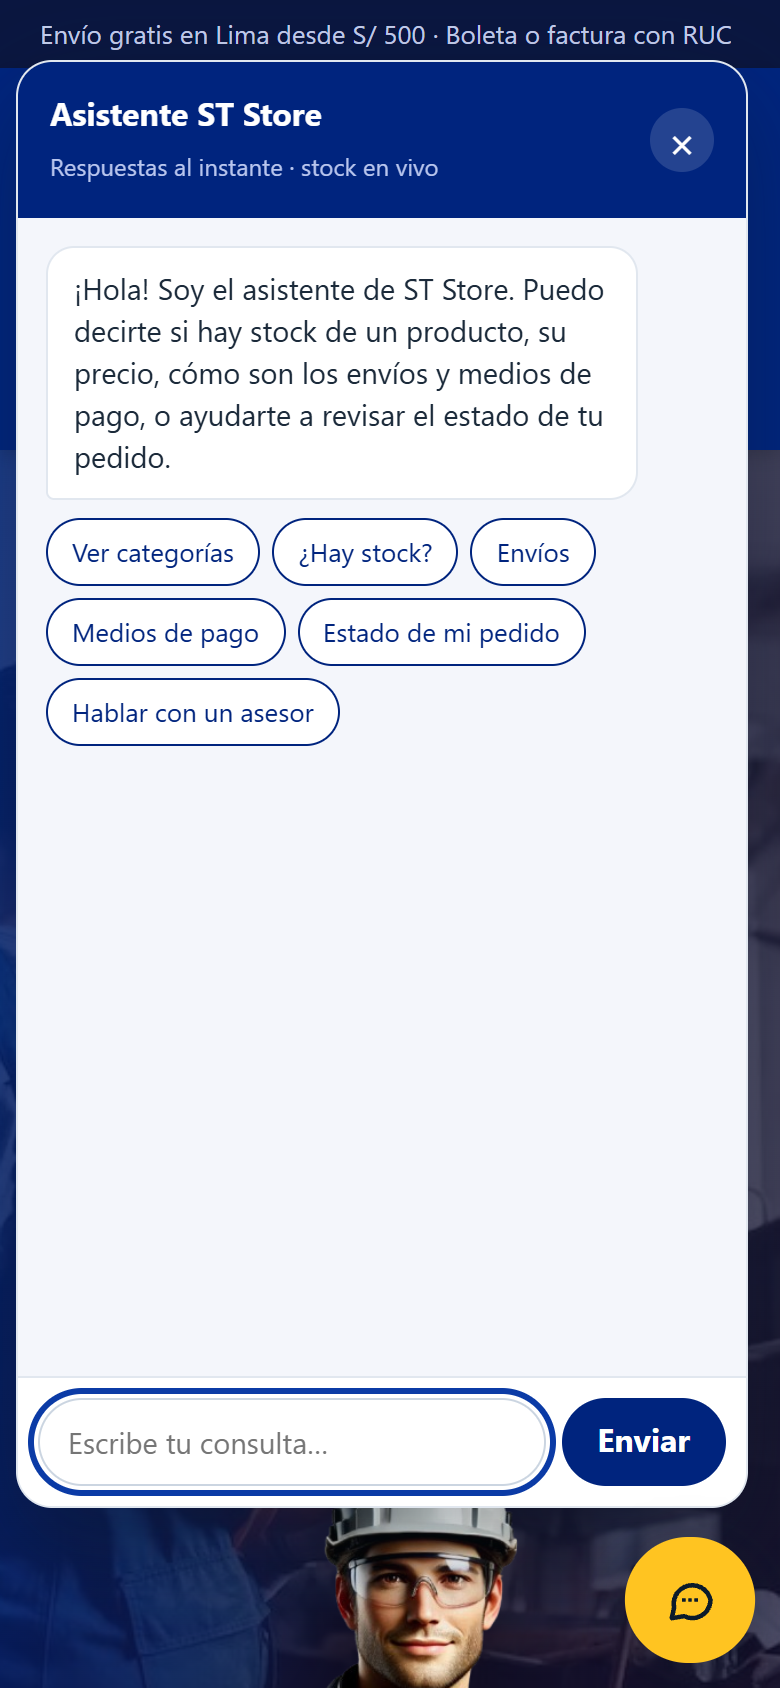 Envío gratis en Lima desde S/ 500 · Boleta o factura con RUC
Asistente ST Store
Respuestas al instante · stock en vivo
¡Hola! Soy el asistente de ST Store. Puedo
decirte si hay stock de un producto, su
precio, cómo son los envíos y medios de
pago, o ayudarte a revisar el estado de tu
pedido.
Ver categorías
¿Hay stock?
Envíos
Medios de pago
Estado de mi pedido
Hablar con un asesor
Escribe tu consulta...
Enviar